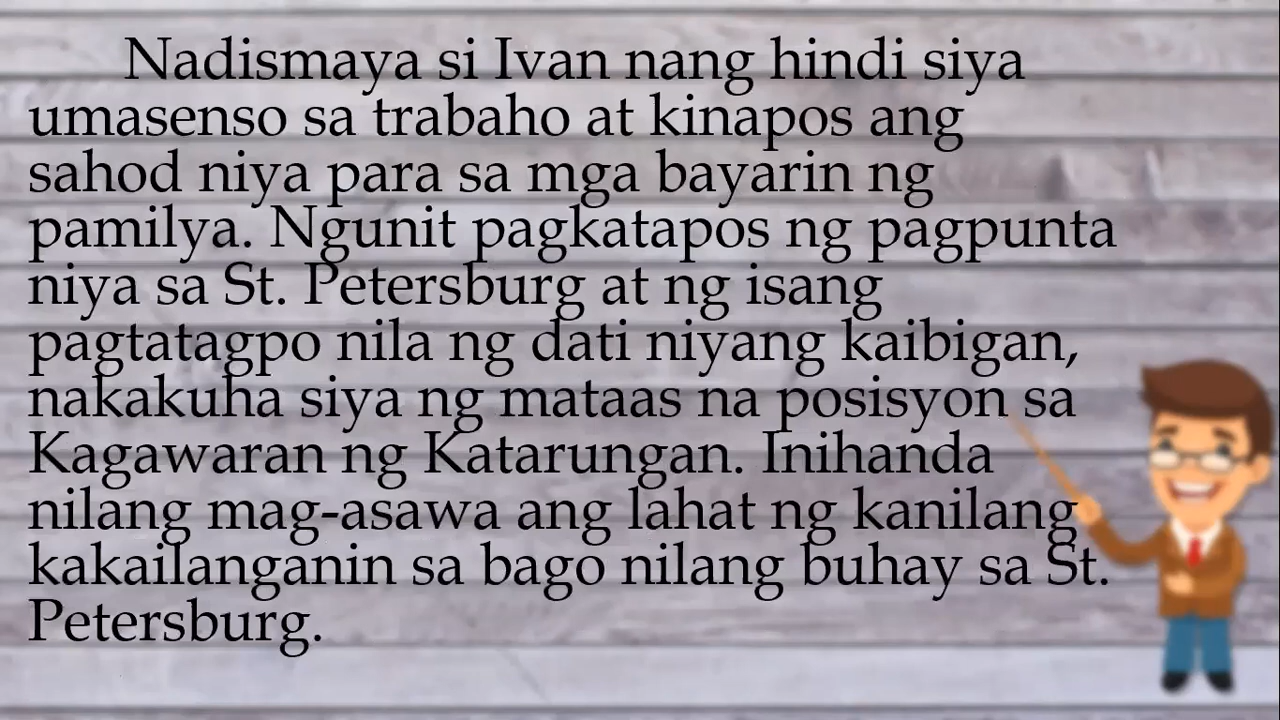 Nadismaya si Ivan nang hindi siya
umasenso sa trabaho at kinapos ang
sahod niya para sa mga bayarin ng
pamilya. Ngunit pagkatapos ng pagpunta
niya sa St. Petersburg at ng isang
pagtatagpo nila ng dati niyang kaibigan,
nakakuha siya ng mataas na posisyon sa
Kagawaran ng Katarungan. Inihanda
nilang mag-asawa ang lahat ng kanilang
kakailanganin sa bago nilang buhay sa St.
Petersburg.